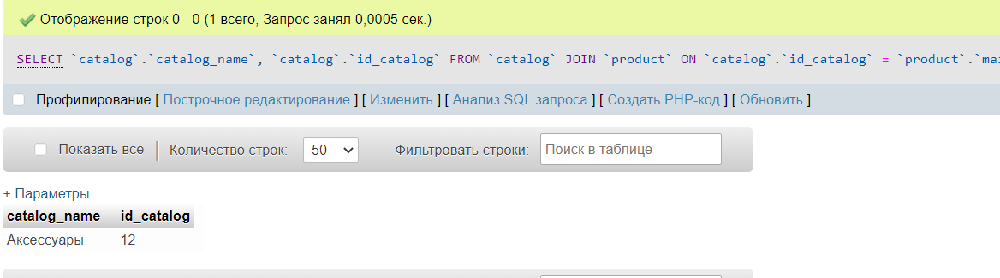 Отображение строк 0 - 0 (1 всего, Запрос занял 0,0005 сек.)
SELECT `catalog`.`catalog_name`, `catalog`.`id_catalog` FROM `catalog` JOIN `product` ON `catalog`.`id_catalog` = `product`.`mai
Профилирование [ Построчное редактирование ] [ Изменить ] [ Анализ SQL запроса ] [ Создать PHP-код ] [ Обновить ]
Показать все Количество строк: 50 Фильтровать строки: Поиск в таблице
+ Параметры
catalog_name id_catalog
Аксессуары 12